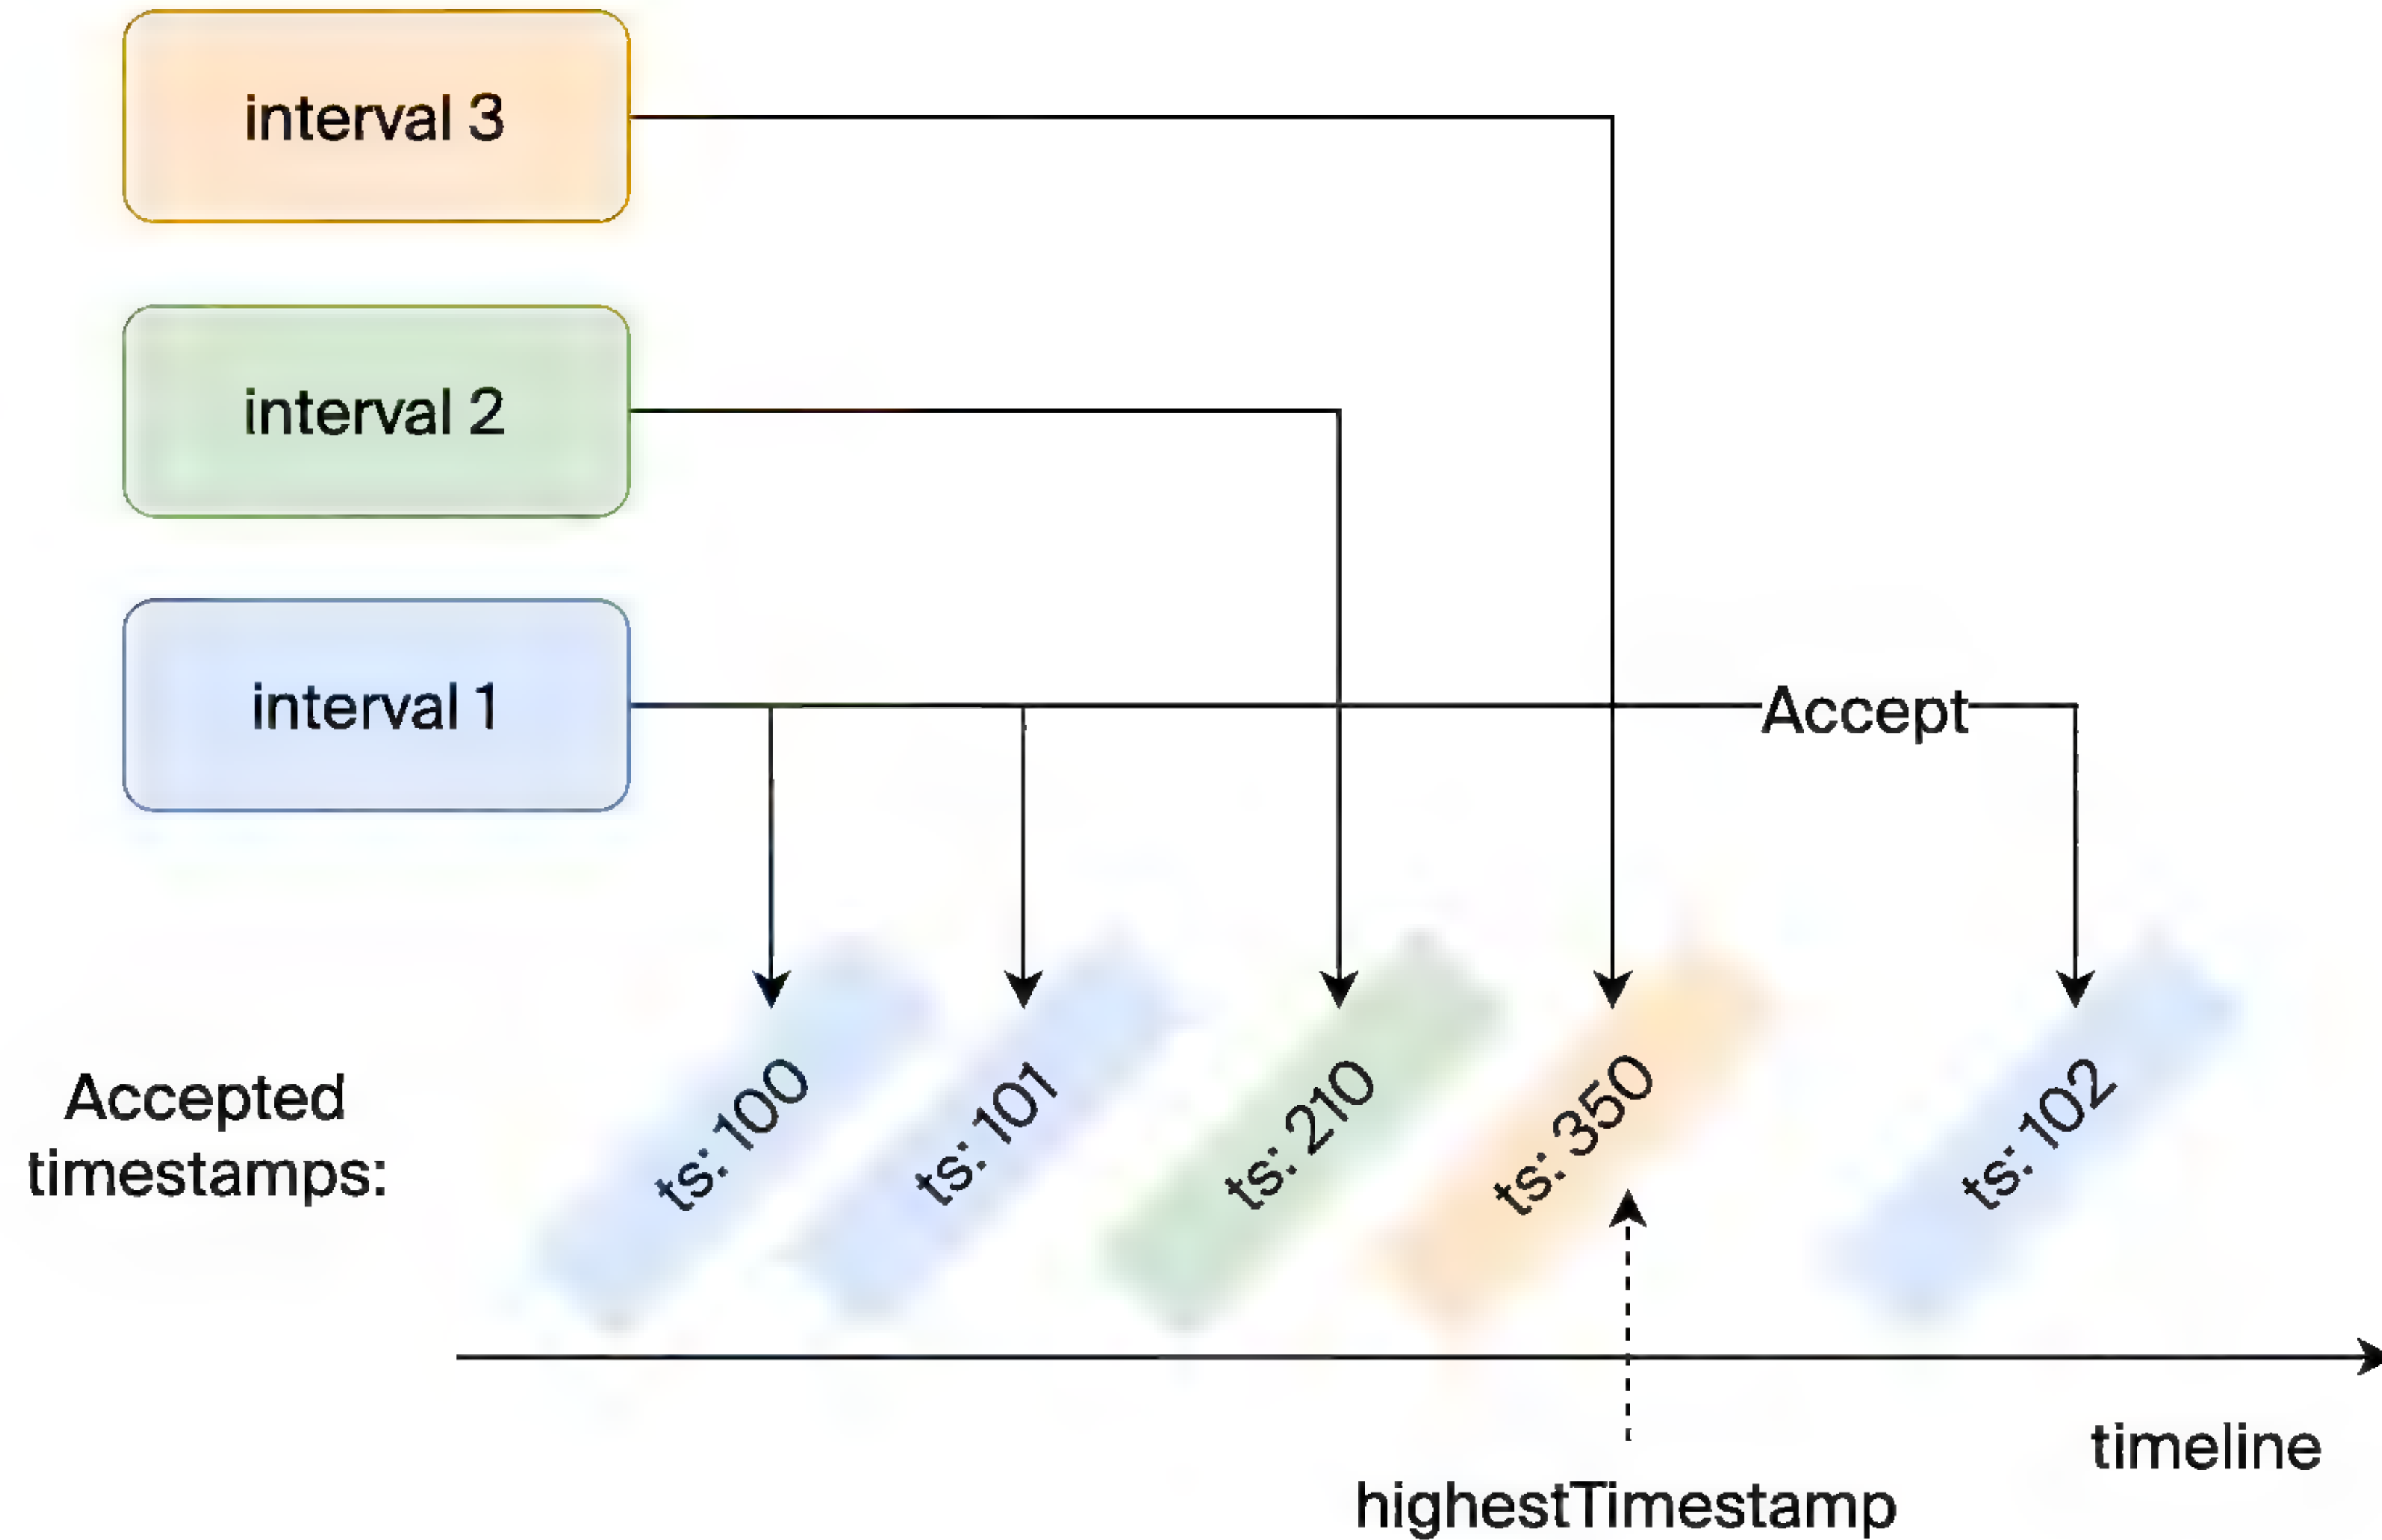 interval 3
interval 2
interval 1
Accept
Accepted
timestamps:
ts: 100
ts: 101
ts: 210
ts: 350
ts: 102
timeline
highestTimestamp